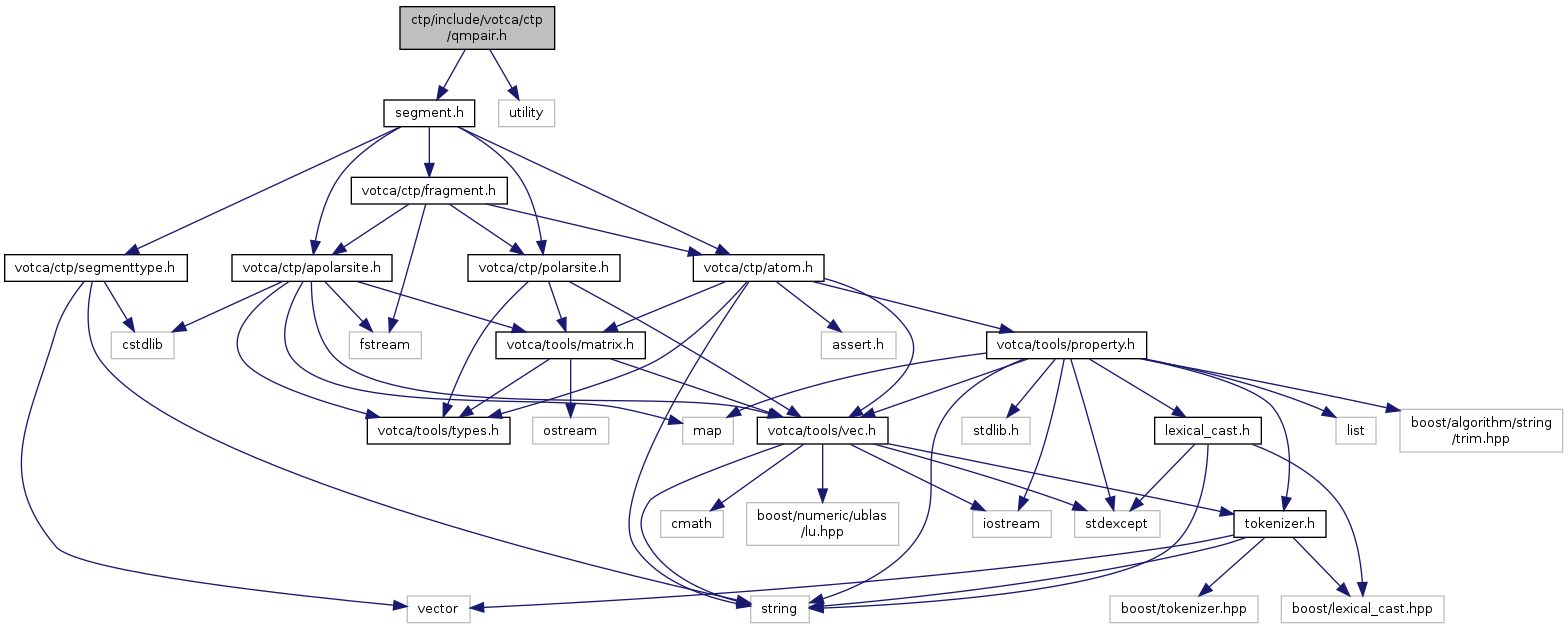 ctp/include/votca/ctp
/qmpair.h
segment.h
utility
votca/ctp/fragment.h
votca/ctp/segmenttype.h
votca/ctp/apolarsite.h
votca/ctp/polarsite.h
votca/ctp/atom.h
cstdlib
fstream
votca/tools/matrix.h
assert.h
votca/tools/property.h
votca/tools/types.h
ostream
map
votca/tools/vec.h
stdlib.h
lexical_cast.h
list
boost/algorithm/string
/trim.hpp
cmath
boost/numeric/ublas
/lu.hpp
iostream
stdexcept
tokenizer.h
vector
string
boost/tokenizer.hpp
boost/lexical_cast.hpp